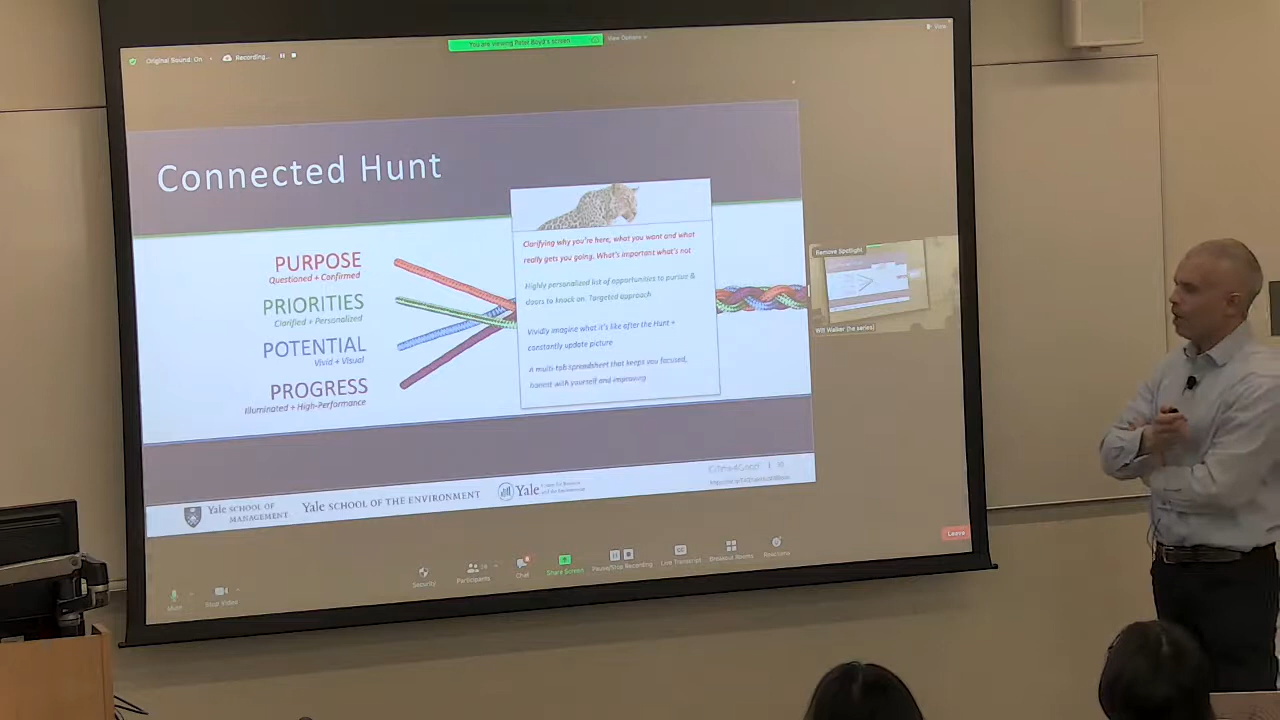 Original Sound: On
Recording...
You are viewing Peter Boyd's screen
View Options
View
Connected Hunt
PURPOSE
Questioned + Confirmed
PRIORITIES
Clarified + Personalized
POTENTIAL
Vivid + Visual
PROGRESS
Illuminated + High-Performance
Clarifying why you're here, what you want and what
really gets you going. What's important what's not
Highly personalized list of opportunities to pursue &
doors to knock on. Targeted approach
Vividly imagine what it's like after the Hunt +
constantly update picture
A multi-tab spreadsheet that keeps you focused,
honest with yourself and improving
Remove Spotlight
Will Walker (he series)
Yale SCHOOL OF
MANAGEMENT
Yale SCHOOL OF THE ENVIRONMENT
Yale
Center for Business
and the Environment
Leave
Mute
Stop Video
Security
Participants
Chat
Share Screen
Pause/Stop Recording
Live Transcript
Breakout Rooms
Reactions